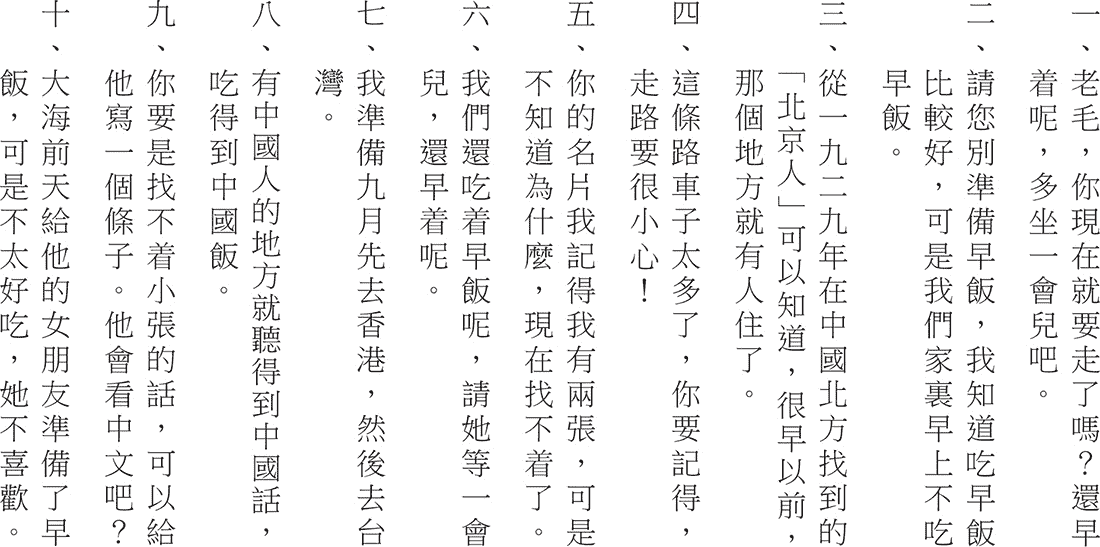 一、老毛，你現在就要走了嗎？還早
着呢，多坐一會兒吧。
二、請您別準備早飯，我知道吃早飯
比較好，可是我們家裏早上不吃
早飯。
三、從一九二九年在中國北方找到的
「北京人」可以知道，很早以前，
那個地方就有人住了。
四、這條路車子太多了，你要記得，
走路要很小心！
五、你的名片我記得我有兩張，可是
不知道為什麼，現在找不着了。
六、我們還吃着早飯呢，請她等一會
兒，還早着呢。
七、我準備九月先去香港，然後去台
灣。
八、有中國人的地方就聽得到中國話，
吃得到中國飯。
九、你要是找不着小張的話，可以給
他寫一個條子。他會看中文吧？
十、大海前天給他的女朋友準備了早
飯，可是不太好吃，她不喜歡。